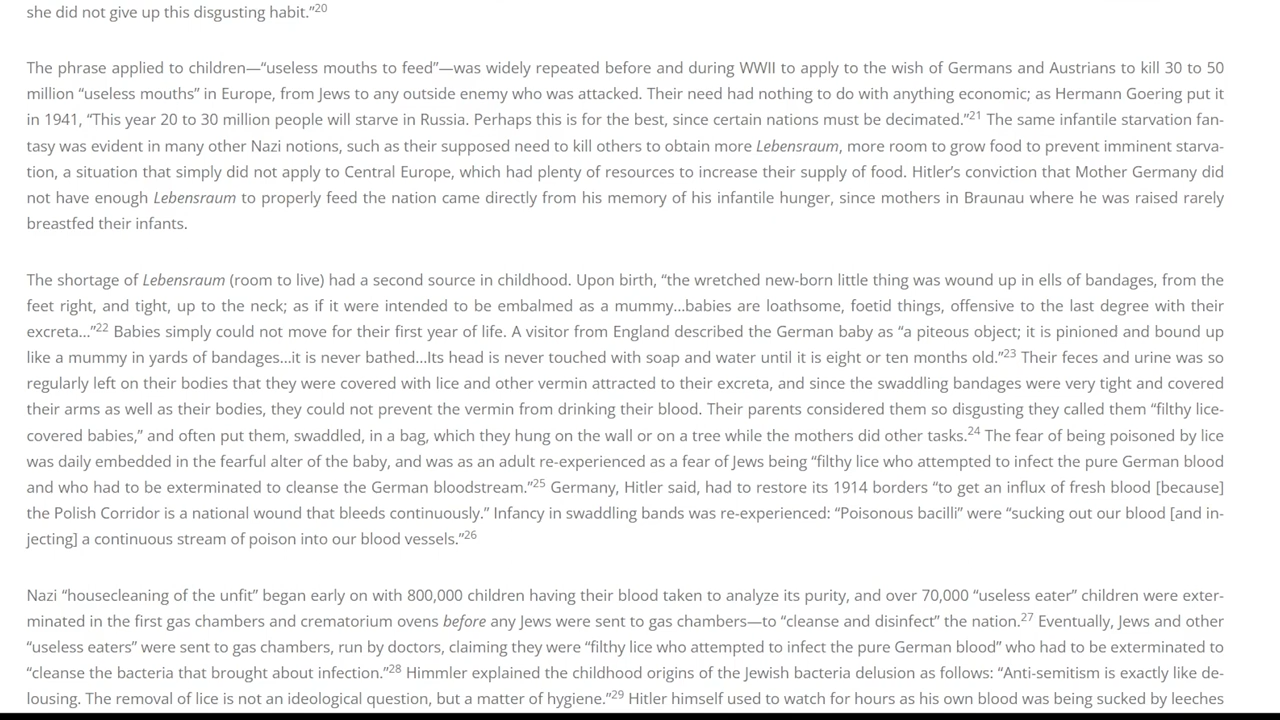 she did not give up this disgusting habit.”20
The phrase applied to children—“useless mouths to feed”—was widely repeated before and during WWII to apply to the wish of Germans and Austrians to kill 30 to 50
million “useless mouths” in Europe, from Jews to any outside enemy who was attacked. Their need had nothing to do with anything economic; as Hermann Goering put it
in 1941, “This year 20 to 30 million people will starve in Russia. Perhaps this is for the best, since certain nations must be decimated.”21 The same infantile starvation fan-
tasy was evident in many other Nazi notions, such as their supposed need to kill others to obtain more Lebensraum, more room to grow food to prevent imminent starva-
tion, a situation that simply did not apply to Central Europe, which had plenty of resources to increase their supply of food. Hitler’s conviction that Mother Germany did
not have enough Lebensraum to properly feed the nation came directly from his memory of his infantile hunger, since mothers in Braunau where he was raised rarely
breastfed their infants.
The shortage of Lebensraum (room to live) had a second source in childhood. Upon birth, “the wretched new-born little thing was wound up in ells of bandages, from the
feet right, and tight, up to the neck; as if it were intended to be embalmed as a mummy…babies are loathsome, foetid things, offensive to the last degree with their
excreta…”22 Babies simply could not move for their first year of life. A visitor from England described the German baby as “a piteous object; it is pinioned and bound up
like a mummy in yards of bandages…it is never bathed…Its head is never touched with soap and water until it is eight or ten months old.”23 Their feces and urine was so
regularly left on their bodies that they were covered with lice and other vermin attracted to their excreta, and since the swaddling bandages were very tight and covered
their arms as well as their bodies, they could not prevent the vermin from drinking their blood. Their parents considered them so disgusting they called them “filthy lice-
covered babies,” and often put them, swaddled, in a bag, which they hung on the wall or on a tree while the mothers did other tasks.24 The fear of being poisoned by lice
was daily embedded in the fearful alter of the baby, and was as an adult re-experienced as a fear of Jews being “filthy lice who attempted to infect the pure German blood
and who had to be exterminated to cleanse the German bloodstream.”25 Germany, Hitler said, had to restore its 1914 borders “to get an influx of fresh blood [because]
the Polish Corridor is a national wound that bleeds continuously.” Infancy in swaddling bands was re-experienced: “Poisonous bacilli” were “sucking out our blood [and in-
jecting] a continuous stream of poison into our blood vessels.”26
Nazi “housecleaning of the unfit” began early on with 800,000 children having their blood taken to analyze its purity, and over 70,000 “useless eater” children were exter-
minated in the first gas chambers and crematorium ovens before any Jews were sent to gas chambers—to “cleanse and disinfect” the nation.27 Eventually, Jews and other
“useless eaters” were sent to gas chambers, run by doctors, claiming they were “filthy lice who attempted to infect the pure German blood” who had to be exterminated to
“cleanse the bacteria that brought about infection.”28 Himmler explained the childhood origins of the Jewish bacteria delusion as follows: “Anti-semitism is exactly like de-
lousing. The removal of lice is not an ideological question, but a matter of hygiene.”29 Hitler himself used to watch for hours as his own blood was being sucked by leeches